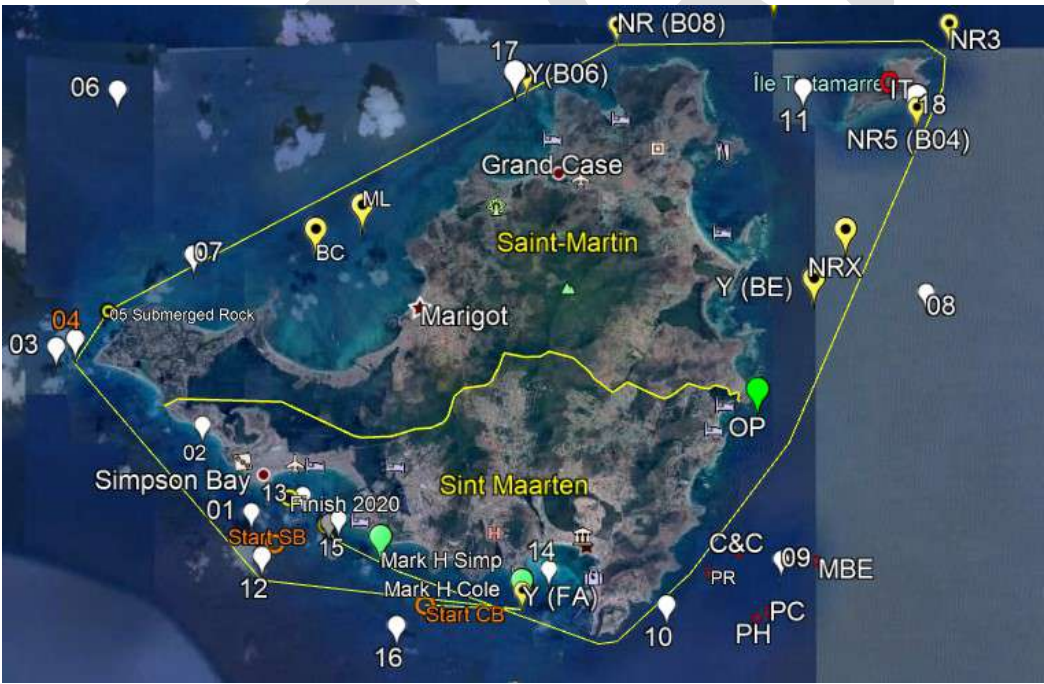 NR (B08)
NR3
17
Y(B06)
06
Île Tintamarre
IT
18
11
NR5 (B04)
Grand Case
ML
Saint-Martin
BC
07
NRX
Y (BE)
08
05 Submerged Rock
04
Marigot
03
OP
02
Simpson Bay
13
Sint Maarten
Finish 2020
01
Start SB
15
C&C
12
Mark H Simp
14
09
MBE
PR
Mark H Cole
Y (FA)
Start CB
10
PC
PH
16